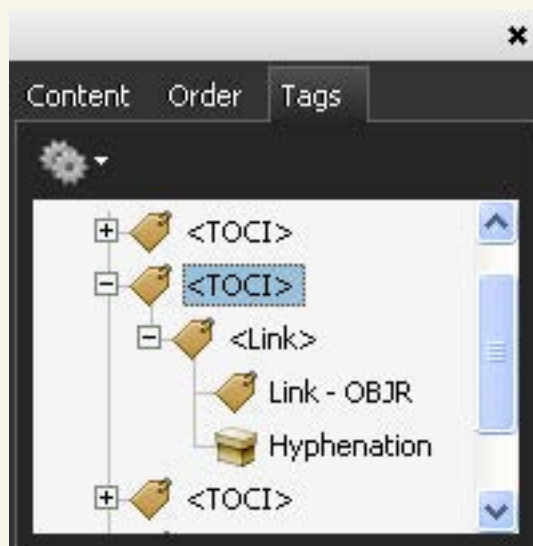 Content Order Tags
<TOCI>
<TOCI>
<Link>
Link - OBJR
Hyphenation
<TOCI>